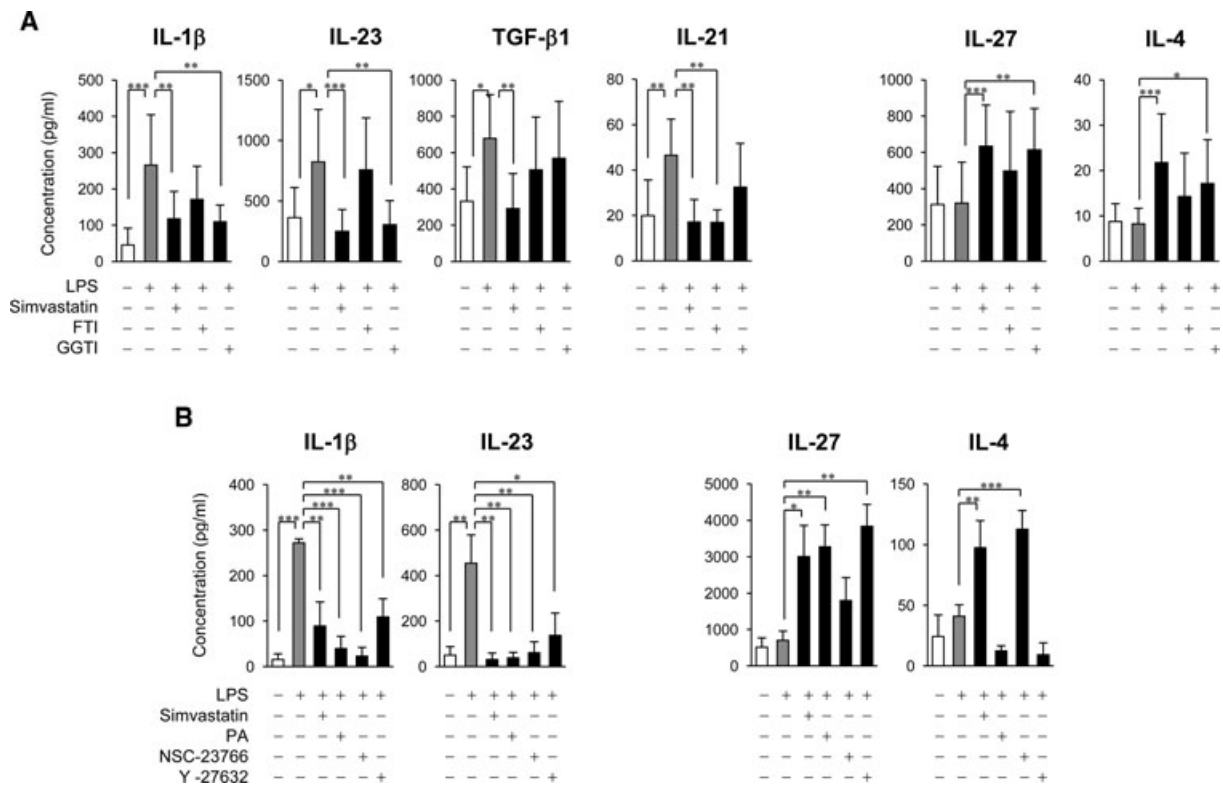 A
IL-1β IL-23 TGF-β1 IL-21 IL-27 IL-4
Concentration (pg/ml)
500 400 300 200 100 0
*** ** **
1500 1000 500 0
* *** **
1000 800 600 400 200 0
* **
80 60 40 20 0
** ** **
1000 800 600 400 200 0
*** **
40 30 20 10 0
*** *
LPS − + + + + − + + + + − + + + + − + + + + − + + + + − + + + +
Simvastatin − − + − − − − + − − − − + − − − − + − − − − + − − − − + − −
FTI − − − + − − − − + − − − − + − − − − + − − − − + − − − − + −
GGTI − − − − + − − − − + − − − − + − − − − + − − − − + − − − − +
B
IL-1β IL-23 IL-27 IL-4
Concentration (pg/ml)
400 300 200 100 0
*** ** *** *** **
800 600 400 200 0
** ** ** ** *
5000 4000 3000 2000 1000 0
* ** **
150 100 50 0
** ***
− + + + + + LPS − + + + + + − + + + + + − + + + + +
Simvastatin − − + − − − − − + − − − − − + − − − − − + − − −
PA − − − + − − − − − + − − − − − + − − − − − + − −
NSC-23766 − − − − + − − − − − + − − − − − + − − − − − + −
Y -27632 − − − − − + − − − − − + − − − − − + − − − − − +